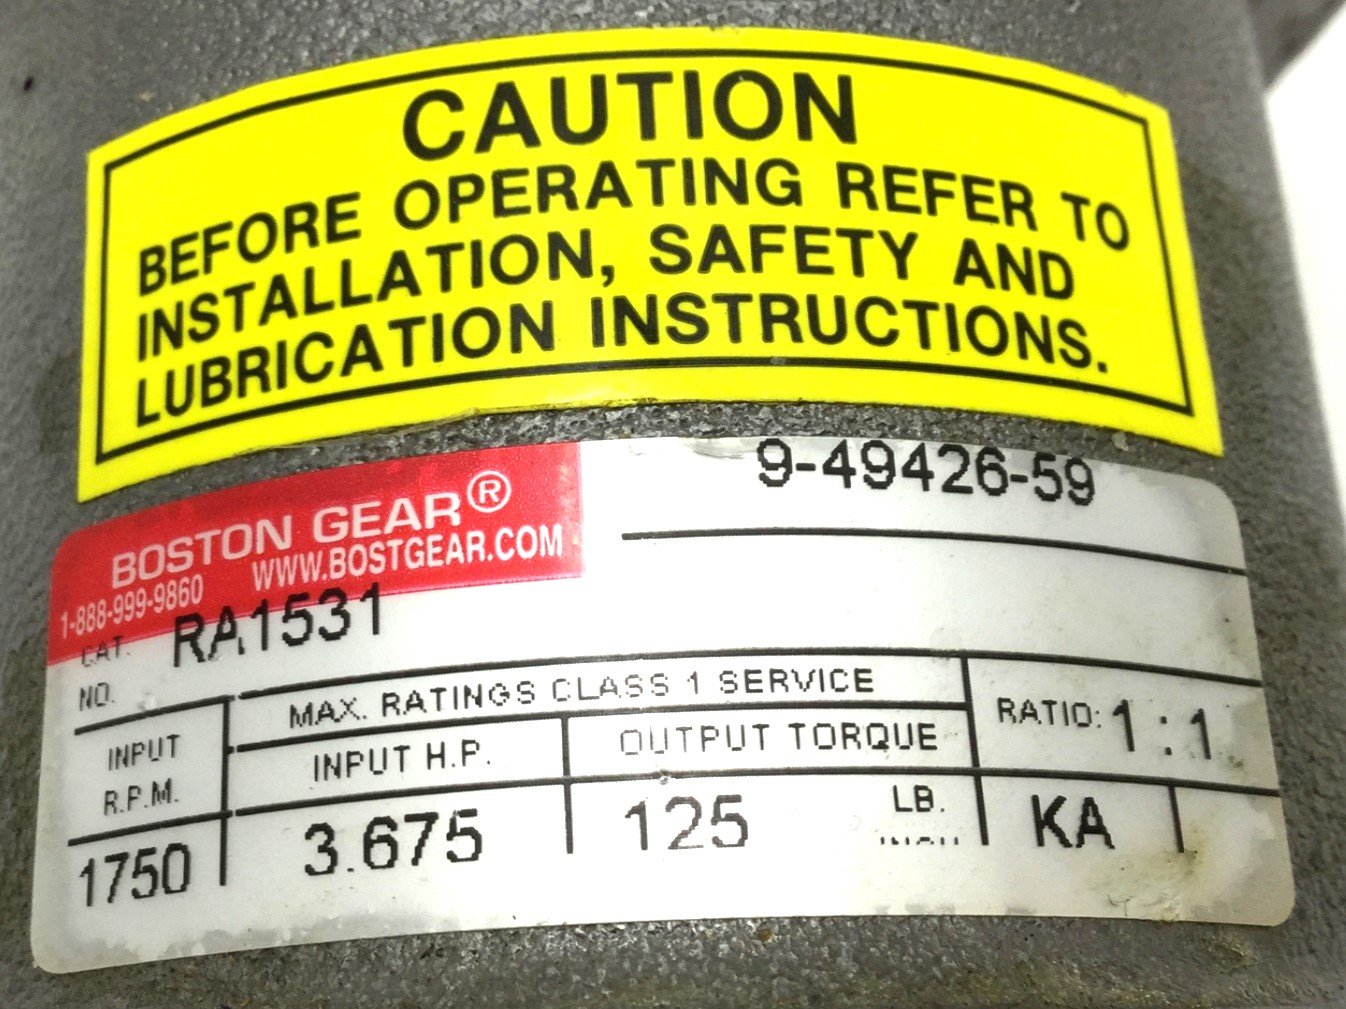 CAUTION
BEFORE OPERATING REFER TO
INSTALLATION, SAFETY AND
LUBRICATION INSTRUCTIONS.
9-49426-59
BOSTON GEAR®
1-888-999-9860 WWW.BOSTGEAR.COM
CAT. RA1531
NO.
MAX. RATINGS CLASS 1 SERVICE
RATIO: 1 : 1
INPUT
R.P.M.
INPUT H.P.
OUTPUT TORQUE
1750
3.675
125
LB.
KA